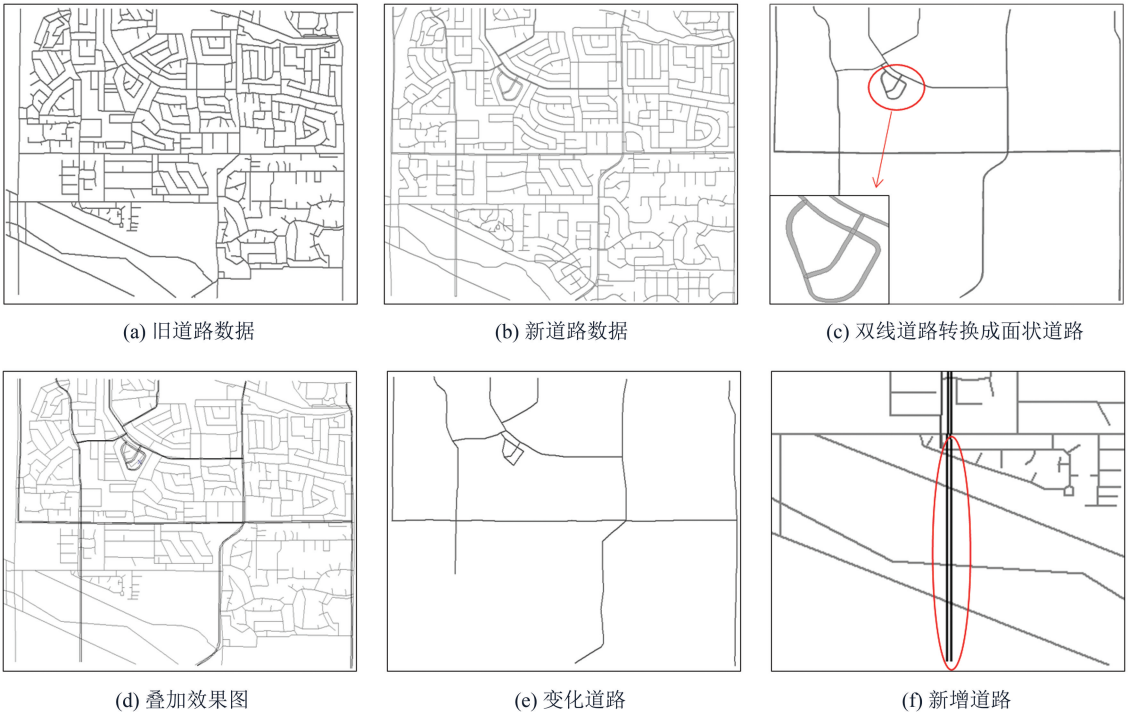 (a) 旧道路数据
(b) 新道路数据
(c) 双线道路转换成面状道路
(d) 叠加效果图
(e) 变化道路
(f) 新增道路